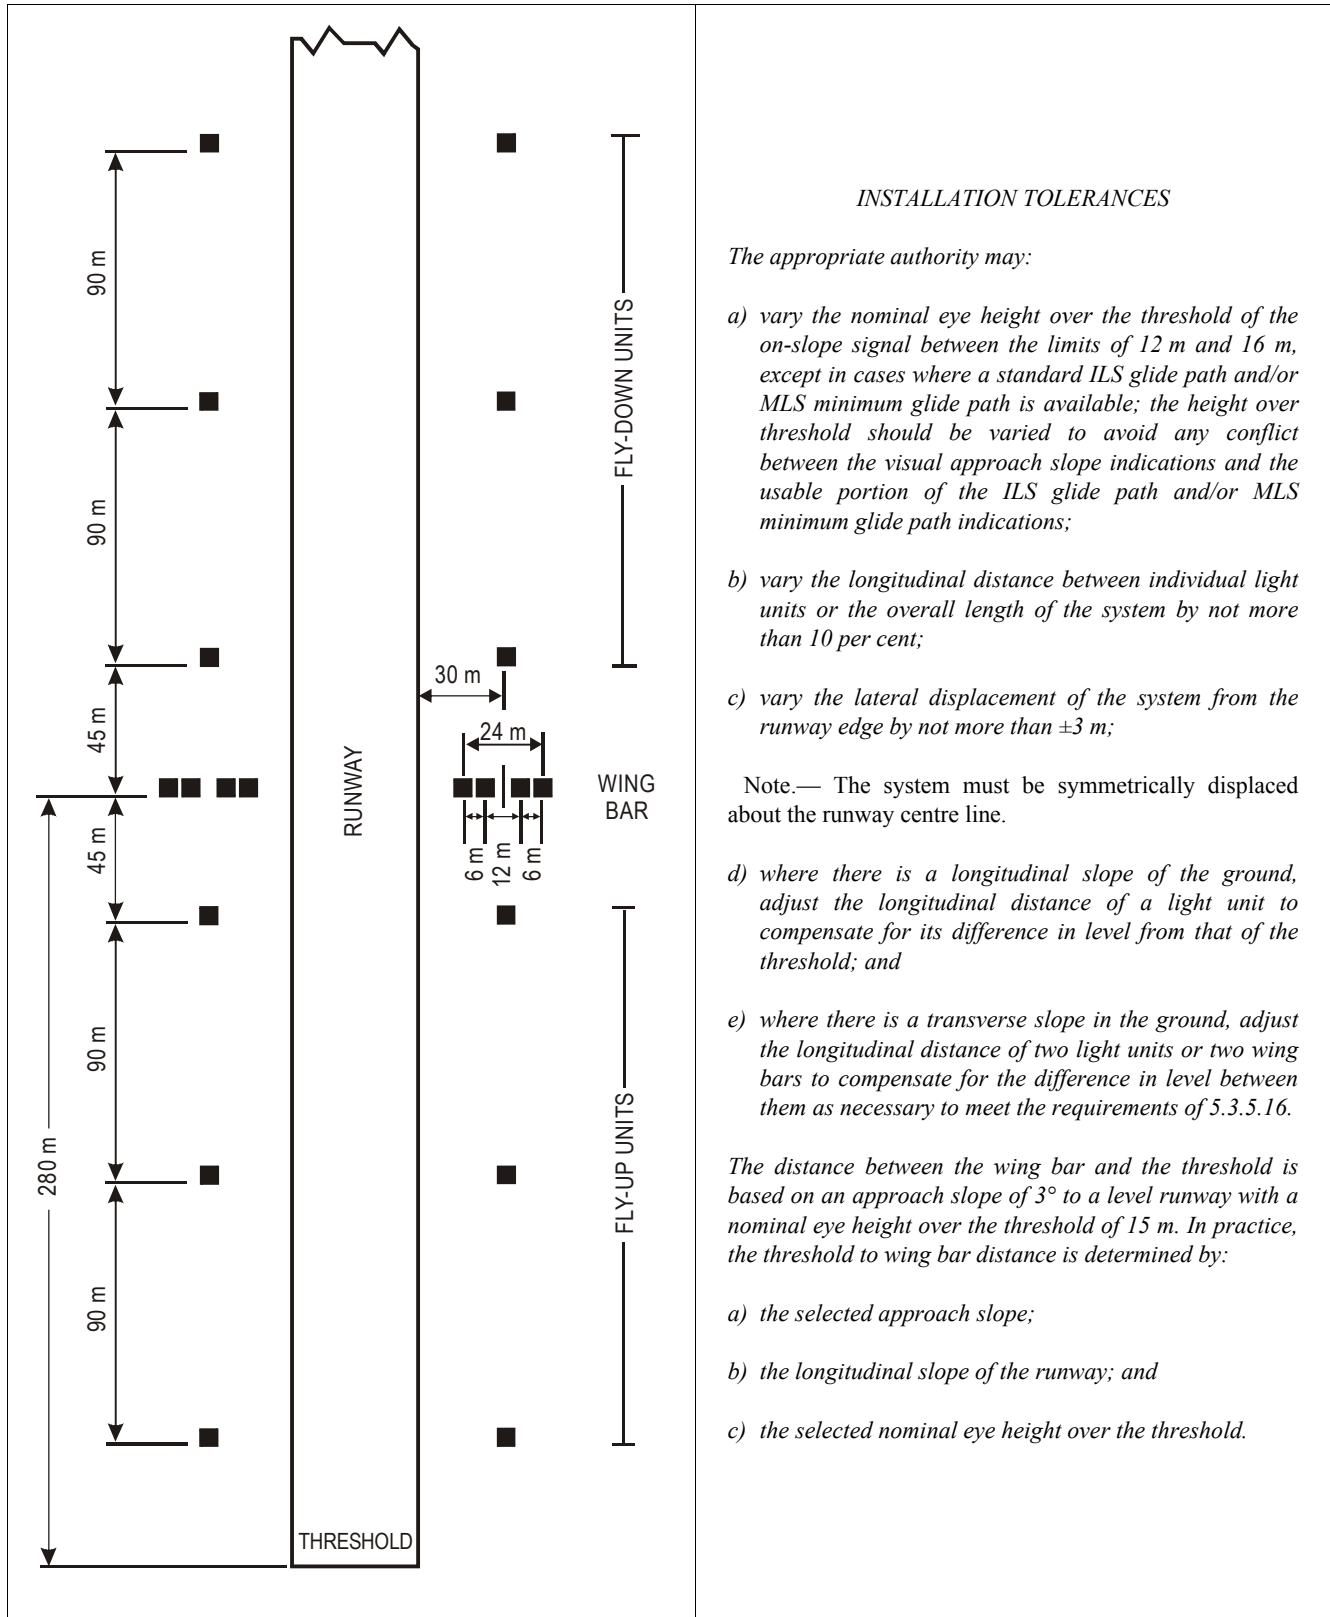 90 m
90 m
45 m
45 m
90 m
90 m
280 m
RUNWAY
THRESHOLD
30 m
24 m
6 m
12 m
6 m
FLY-DOWN UNITS
WING
BAR
FLY-UP UNITS
INSTALLATION TOLERANCES
The appropriate authority may:
a) vary the nominal eye height over the threshold of the
on-slope signal between the limits of 12 m and 16 m,
except in cases where a standard ILS glide path and/or
MLS minimum glide path is available; the height over
threshold should be varied to avoid any conflict
between the visual approach slope indications and the
usable portion of the ILS glide path and/or MLS
minimum glide path indications;
b) vary the longitudinal distance between individual light
units or the overall length of the system by not more
than 10 per cent;
c) vary the lateral displacement of the system from the
runway edge by not more than ±3 m;
Note.— The system must be symmetrically displaced
about the runway centre line.
d) where there is a longitudinal slope of the ground,
adjust the longitudinal distance of a light unit to
compensate for its difference in level from that of the
threshold; and
e) where there is a transverse slope in the ground, adjust
the longitudinal distance of two light units or two wing
bars to compensate for the difference in level between
them as necessary to meet the requirements of 5.3.5.16.
The distance between the wing bar and the threshold is
based on an approach slope of 3° to a level runway with a
nominal eye height over the threshold of 15 m. In practice,
the threshold to wing bar distance is determined by:
a) the selected approach slope;
b) the longitudinal slope of the runway; and
c) the selected nominal eye height over the threshold.